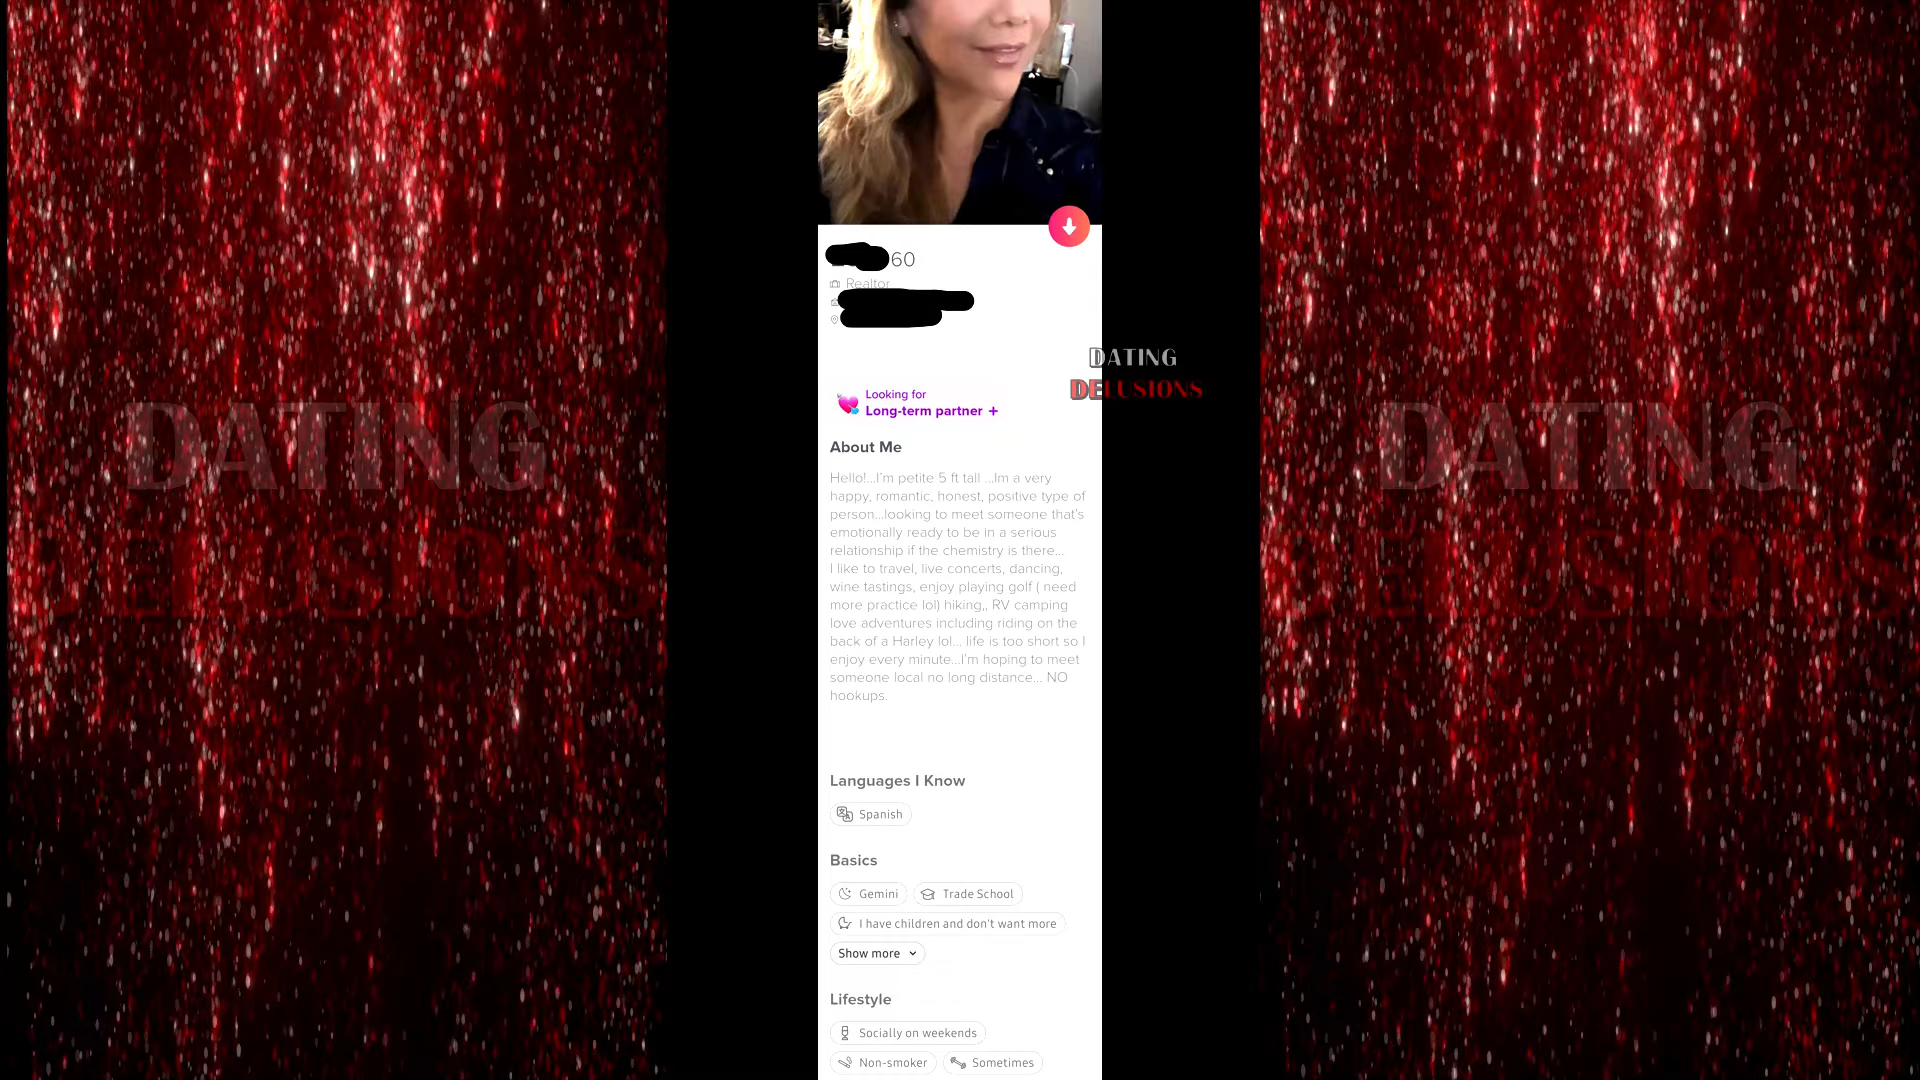 60
Realtor
DATING
DELUSIONS
Looking for
Long-term partner +
About Me
Hello!...I'm petite 5 ft tall ...Im a very
happy, romantic, honest, positive type of
person...looking to meet someone that's
emotionally ready to be in a serious
relationship if the chemistry is there...
I like to travel, live concerts, dancing,
wine tastings, enjoy playing golf ( need
more practice lol) hiking,, RV camping
love adventures including riding on the
back of a Harley lol... life is too short so I
enjoy every minute...I'm hoping to meet
someone local no long distance... NO
hookups.
Languages I Know
Spanish
Basics
Gemini Trade School
I have children and don't want more
Show more
Lifestyle
Socially on weekends
Non-smoker Sometimes
DATING
DELUSIONS
DATING
DELUSIONS